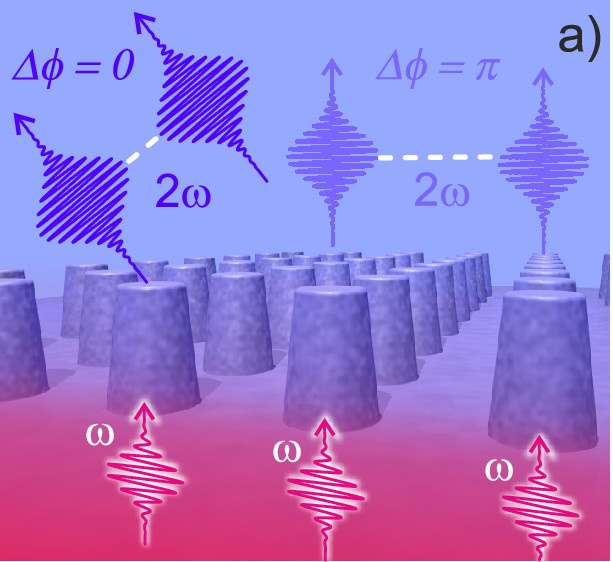 a)
Δϕ = 0
Δϕ = π
2ω
2ω
ω
ω
ω